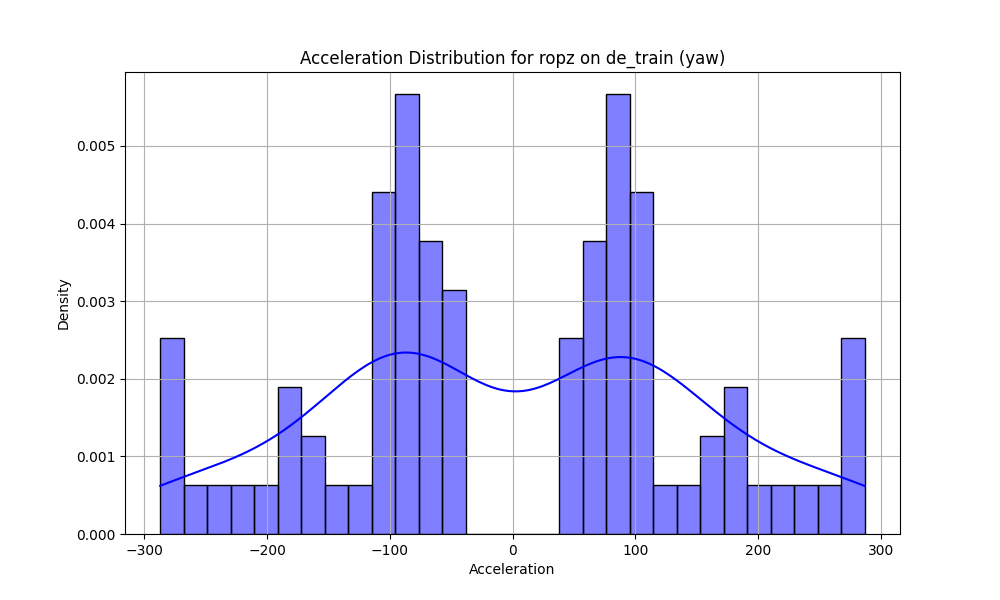 Acceleration Distribution for ropz on de_train (yaw)
Density
0.005
0.004
0.003
0.002
0.001
0.000
−300 −200 −100 0 100 200 300
Acceleration